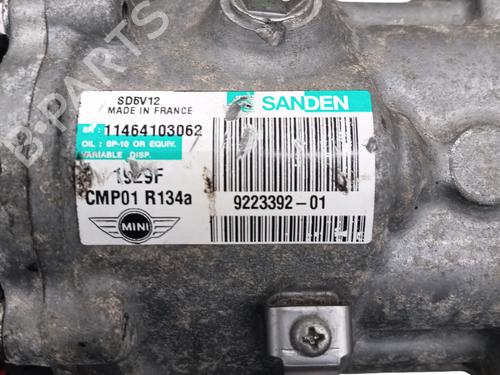 SD6V12
MADE IN FRANCE
SANDEN
11464103062
OIL : SP-10 OR EQUIV.
VARIABLE DISP.
CMP01 R134a
9223392-01
MINI
B-PARTS